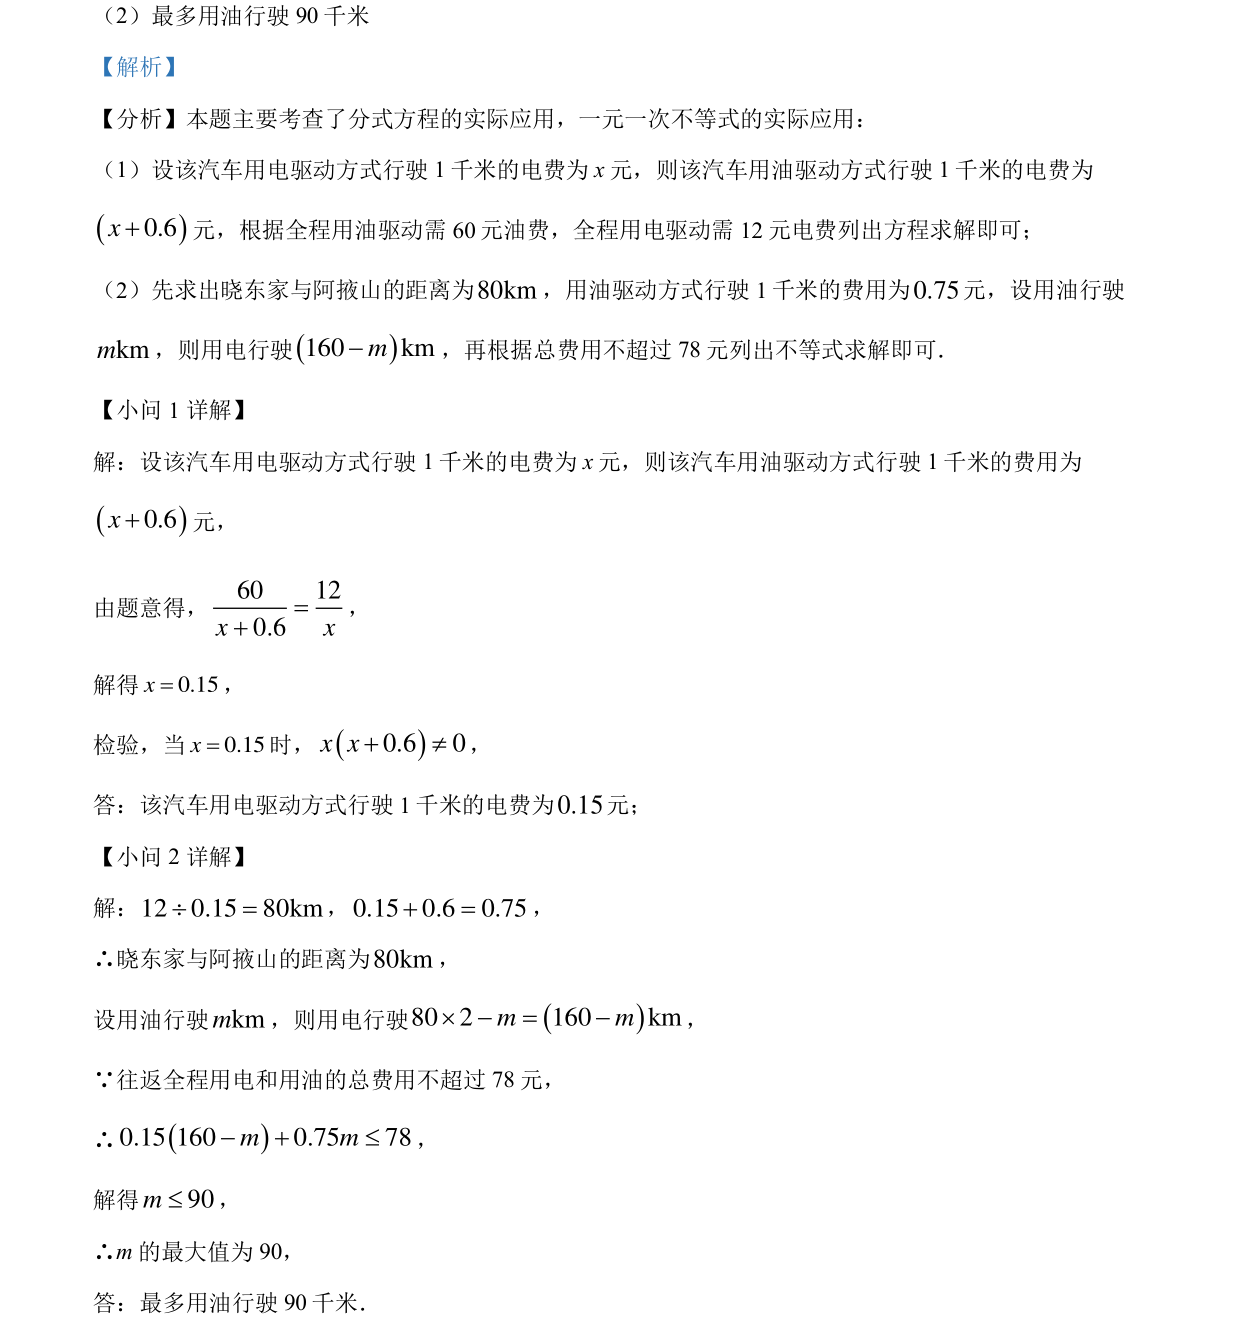 （2）最多用油行驶 90 千米
【解析】
【分析】本题主要考查了分式方程的实际应用，一元一次不等式的实际应用：
（1）设该汽车用电驱动方式行驶 1 千米的电费为 x 元，则该汽车用油驱动方式行驶 1 千米的电费为
(x+0.6) 元，根据全程用油驱动需 60 元油费，全程用电驱动需 12 元电费列出方程求解即可；
（2）先求出晓东家与阿掖山的距离为80km，用油驱动方式行驶 1 千米的费用为0.75元，设用油行驶
mkm，则用电行驶(160−m)km，再根据总费用不超过 78 元列出不等式求解即可．
【小问 1 详解】
解：设该汽车用电驱动方式行驶 1 千米的电费为 x 元，则该汽车用油驱动方式行驶 1 千米的费用为
(x+0.6) 元，
由题意得，60/(x+0.6) = 12/x，
解得 x=0.15，
检验，当 x=0.15 时，x(x+0.6)≠0，
答：该汽车用电驱动方式行驶 1 千米的电费为0.15元；
【小问 2 详解】
解：12÷0.15=80km，0.15+0.6=0.75，
∴晓东家与阿掖山的距离为80km，
设用油行驶mkm，则用电行驶80×2−m=(160−m)km，
∵往返全程用电和用油的总费用不超过 78 元，
∴0.15(160−m)+0.75m≤78，
解得m≤90，
∴m 的最大值为 90，
答：最多用油行驶 90 千米．